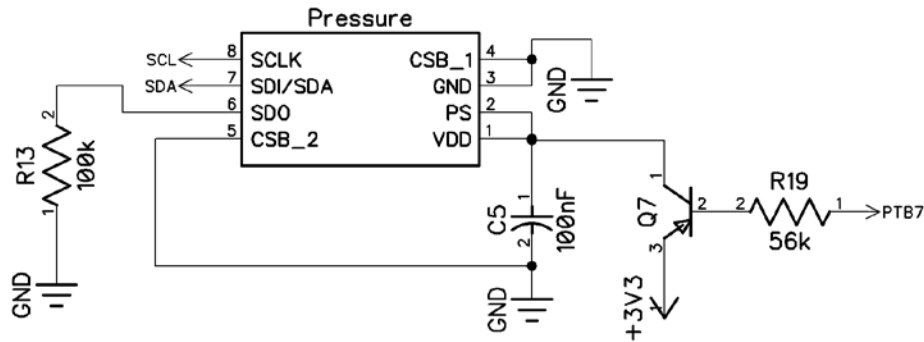 Pressure
SCL 8 SCLK CSB_1 4
SDA 7 SDI/SDA GND 3
6 SDO PS 2
5 CSB_2 VDD 1
GND
2
R13
100k
1
GND
1
C5
100nF
2
GND
1
Q7
2
3
+3V3
1
R19
2 1
56k
PTB7